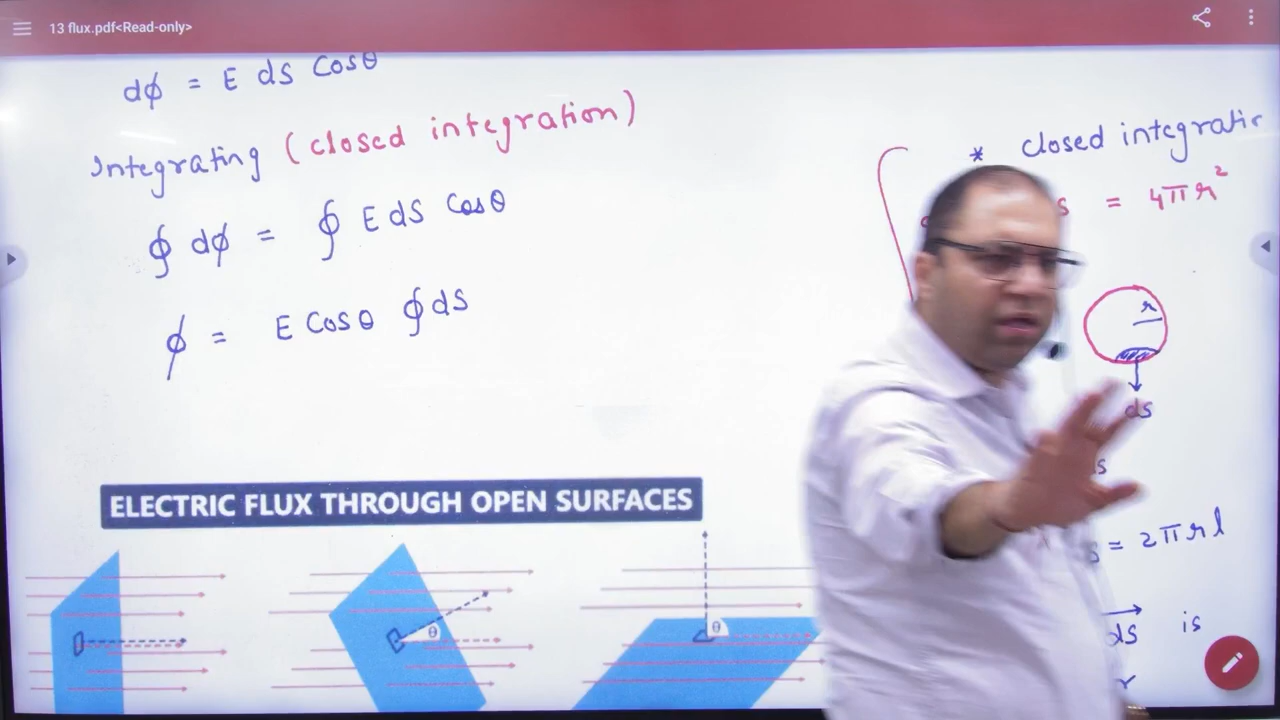 13 flux.pdf<Read-only>
dϕ = E dS Cosθ
Integrating (closed integration)
∮ dϕ = ∮ E dS Cosθ
ϕ = E Cosθ ∮ dS
* closed
s = 4πr²
r
ds
s
s = 2πrl
ds is
r
ELECTRIC FLUX THROUGH OPEN SURFACES
θ
θ